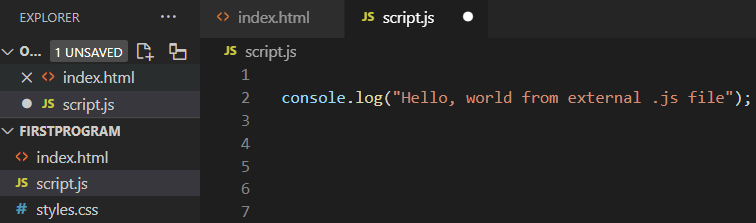 EXPLORER ···
O... 1 UNSAVED
index.html
JS script.js
FIRSTPROGRAM
index.html
JS script.js
# styles.css
<> index.html JS script.js
JS script.js
1
2 console.log("Hello, world from external .js file");
3
4
5
6
7